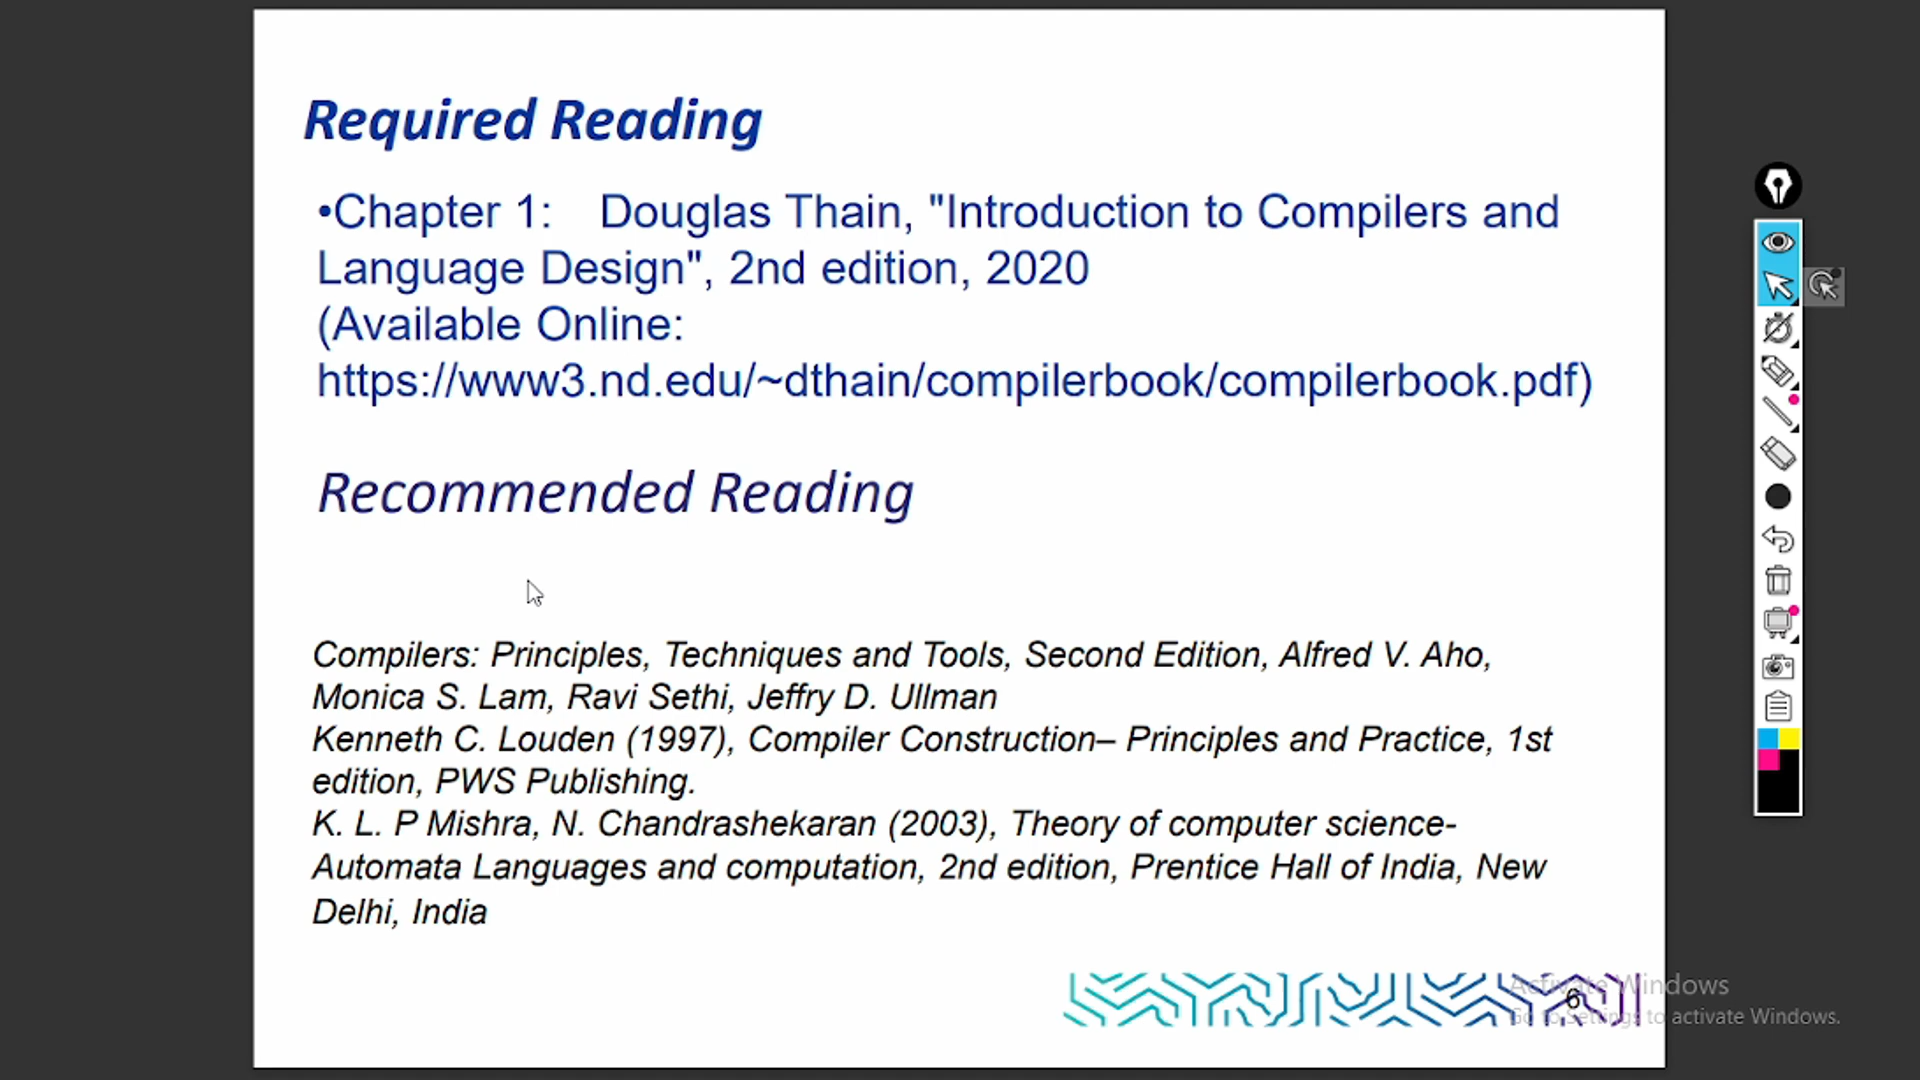 Required Reading
•Chapter 1: Douglas Thain, "Introduction to Compilers and
Language Design", 2nd edition, 2020
(Available Online:
https://www3.nd.edu/~dthain/compilerbook/compilerbook.pdf)
Recommended Reading
Compilers: Principles, Techniques and Tools, Second Edition, Alfred V. Aho,
Monica S. Lam, Ravi Sethi, Jeffry D. Ullman
Kenneth C. Louden (1997), Compiler Construction– Principles and Practice, 1st
edition, PWS Publishing.
K. L. P Mishra, N. Chandrashekaran (2003), Theory of computer science-
Automata Languages and computation, 2nd edition, Prentice Hall of India, New
Delhi, India
6
Activate Windows
Go to Settings to activate Windows.